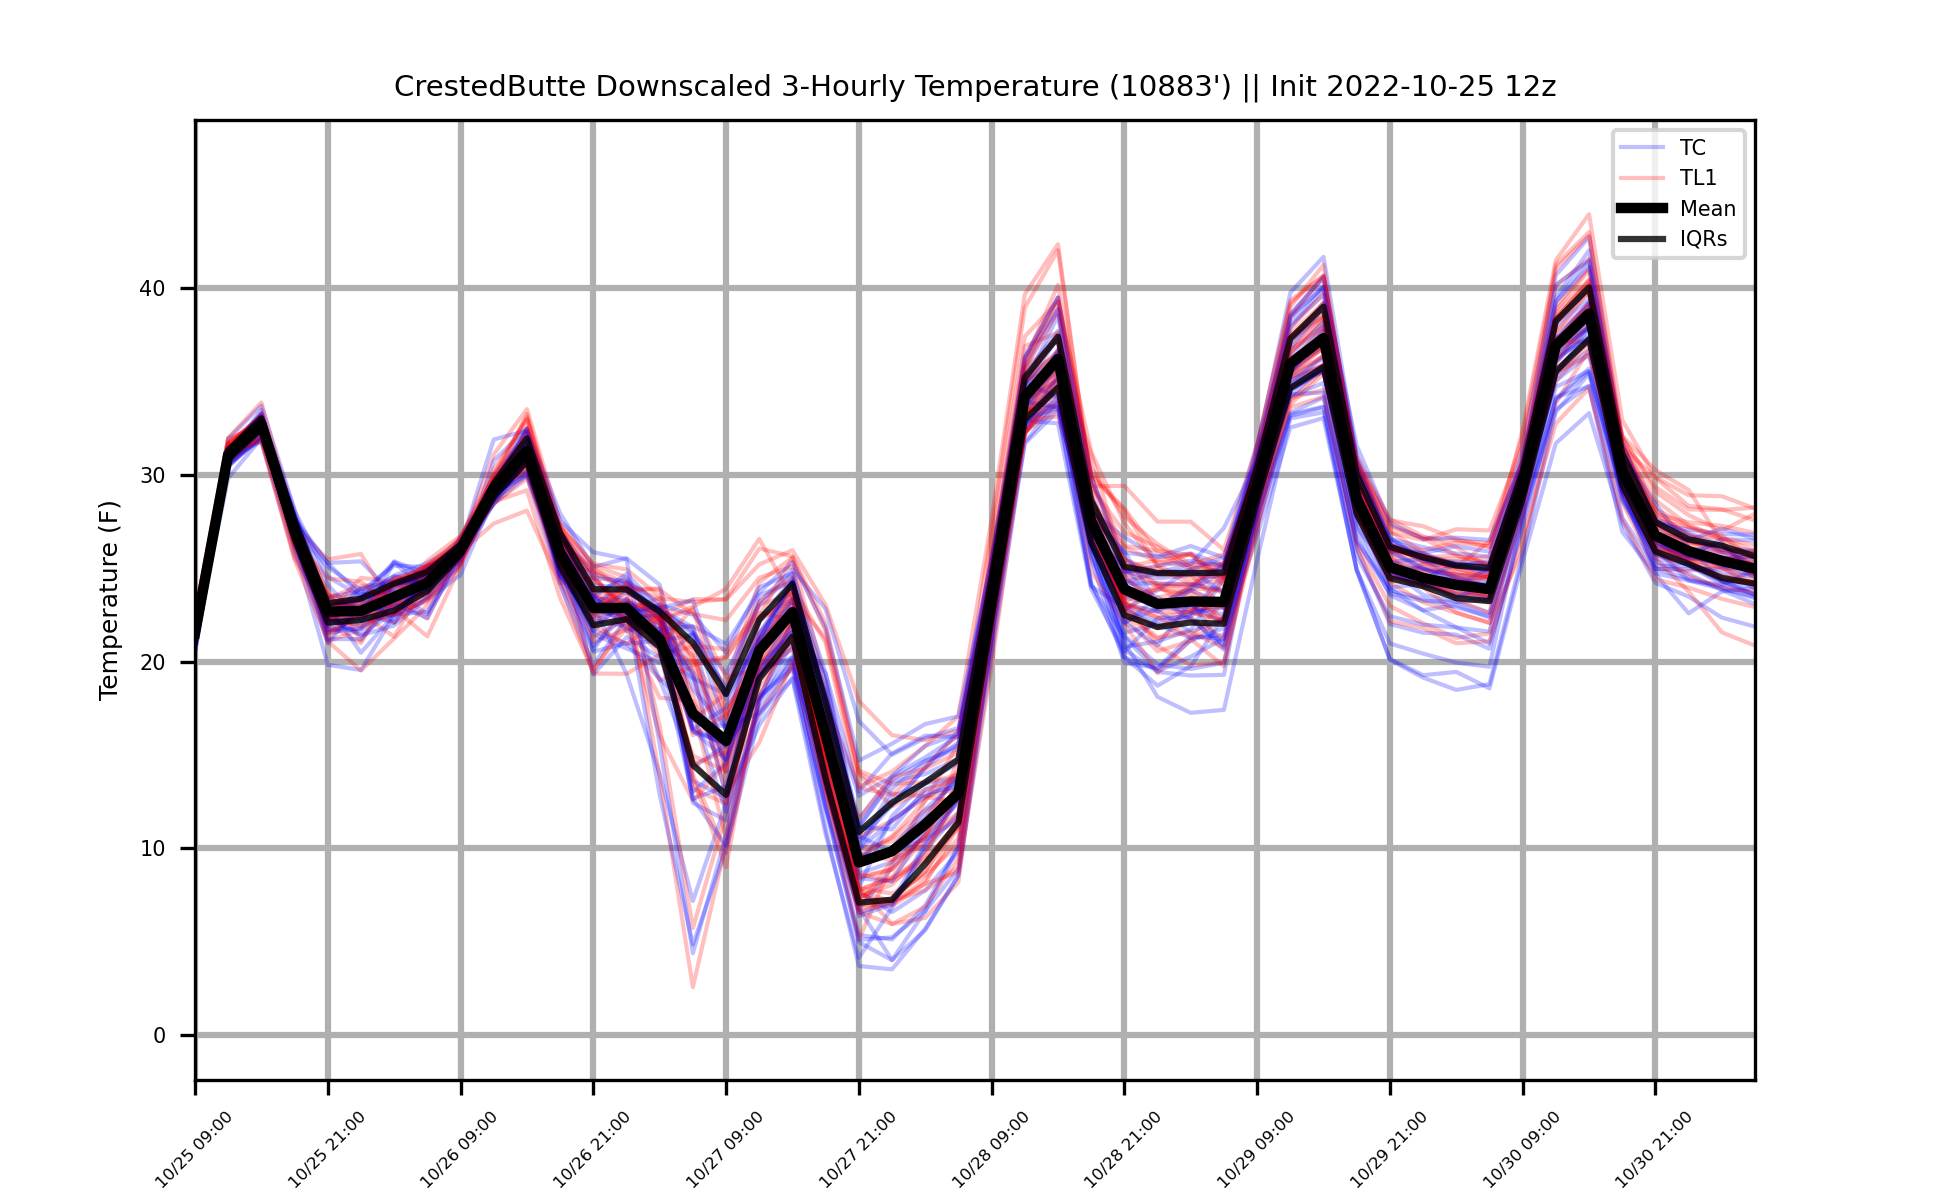 CrestedButte Downscaled 3-Hourly Temperature (10883') || Init 2022-10-25 12z
TC
TL1
Mean
IQRs
Temperature (F)
40
30
20
10
0
10/25 09:00
10/25 21:00
10/26 09:00
10/26 21:00
10/27 09:00
10/27 21:00
10/28 09:00
10/28 21:00
10/29 09:00
10/29 21:00
10/30 09:00
10/30 21:00